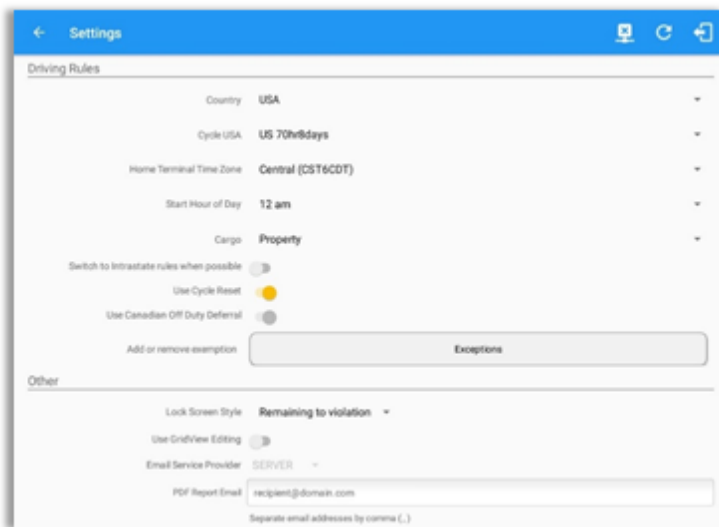 Settings
Driving Rules
Country USA
Cycle USA US 70hr8days
Home Terminal Time Zone Central (CST6CDT)
Start Hour of Day 12 am
Cargo Property
Switch to Intrastate rules when possible
Use Cycle Reset
Use Canadian Off Duty Deferral
Add or remove exemption Exceptions
Other
Lock Screen Style Remaining to violation
Use GridView Editing
Email Service Provider SERVER
PDF Report Email recipient@domain.com
Separate email addresses by comma (,)